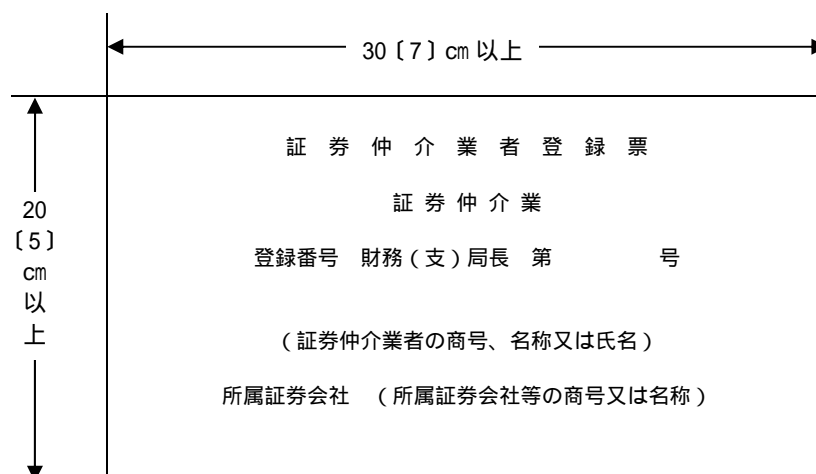 30〔7〕㎝以上
20
〔5〕
㎝
以
上
証 券 仲 介 業 者 登 録 票
証 券 仲 介 業
登録番号 財務(支)局長 第 号
(証券仲介業者の商号、名称又は氏名)
所属証券会社 (所属証券会社等の商号又は名称)